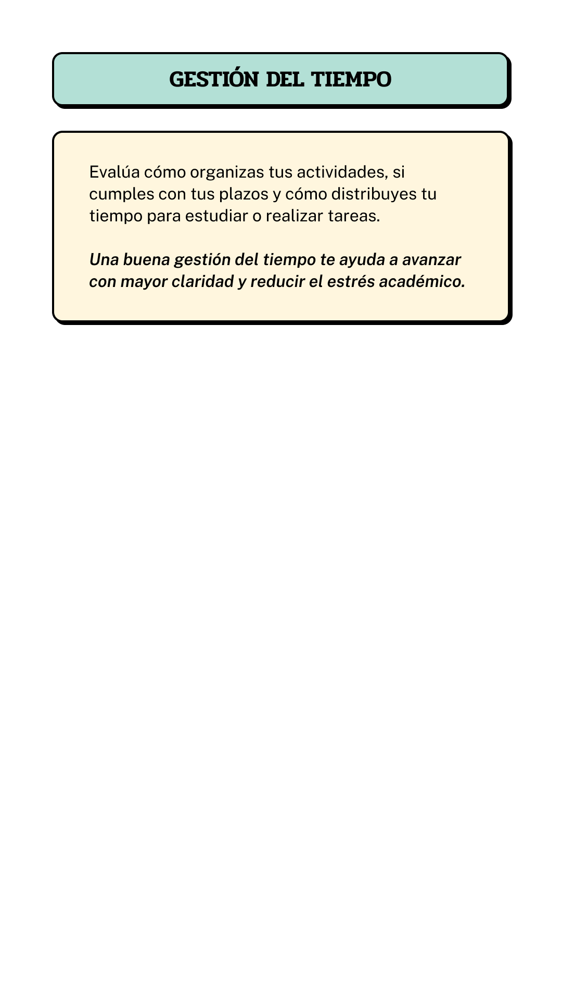 GESTIÓN DEL TIEMPO
Evalúa cómo organizas tus actividades, si
cumples con tus plazos y cómo distribuyes tu
tiempo para estudiar o realizar tareas.
Una buena gestión del tiempo te ayuda a avanzar
con mayor claridad y reducir el estrés académico.